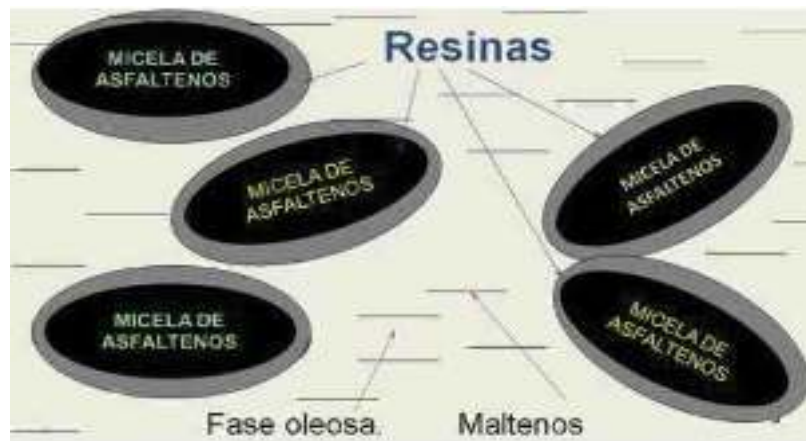 MICELA DE
ASFALTENOS
Resinas
MICELA DE
ASFALTENOS
MICELA DE
ASFALTENOS
MICELA DE
ASFALTENOS
MICELA DE
ASFALTENOS
Fase oleosa.
Maltenos